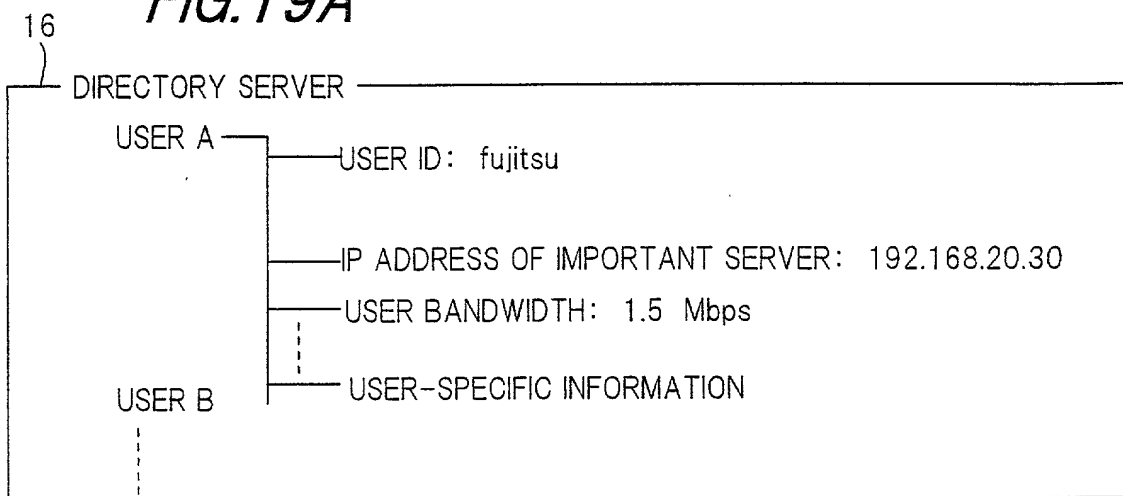 FIG.19A
16
DIRECTORY SERVER
USER A
USER ID: fujitsu
IP ADDRESS OF IMPORTANT SERVER: 192.168.20.30
USER BANDWIDTH: 1.5 Mbps
USER-SPECIFIC INFORMATION
USER B